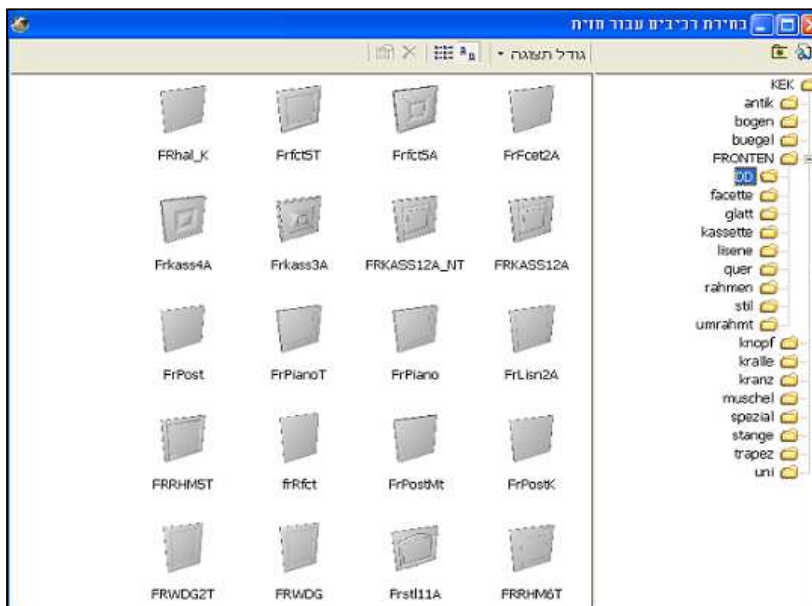 בחירת רכיבים עבור חזית
גודל תצוגה
KEK
antik
bogen
buegel
FRONTEN
DD
facette
glatt
kassette
lisene
quer
rahmen
stil
umrahmt
knopf
kralle
kranz
muschel
spezial
stange
trapez
uni
FRhal_K Frfct5T Frfct5A FrFcet2A
Frkass4A Frkass3A FRKASS12A_NT FRKASS12A
FrPost FrPianoT FrPiano FrLisn2A
FRRHM5T frRfct FrPostMt FrPostK
FRWDG2T FRWDG Frstl11A FRRHM6T